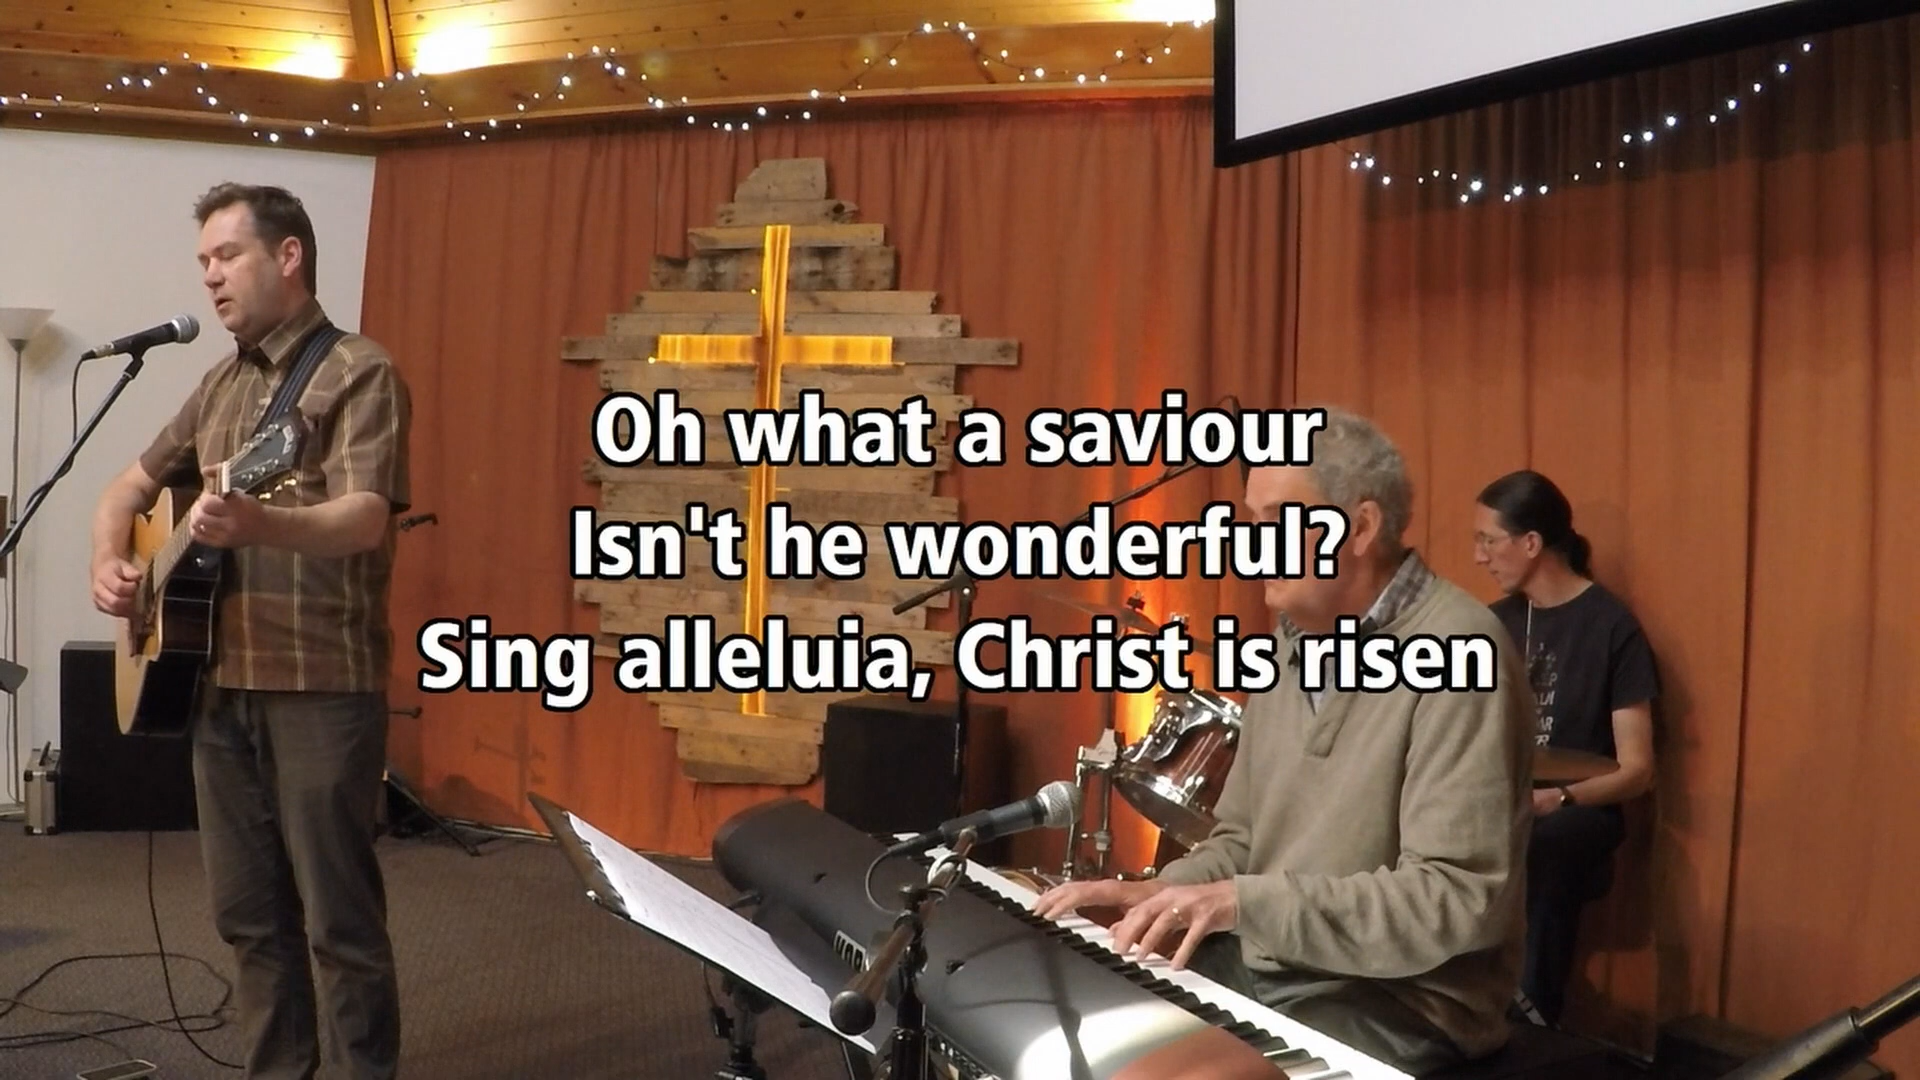 Oh what a saviour
Isn't he wonderful?
Sing alleluia, Christ is risen